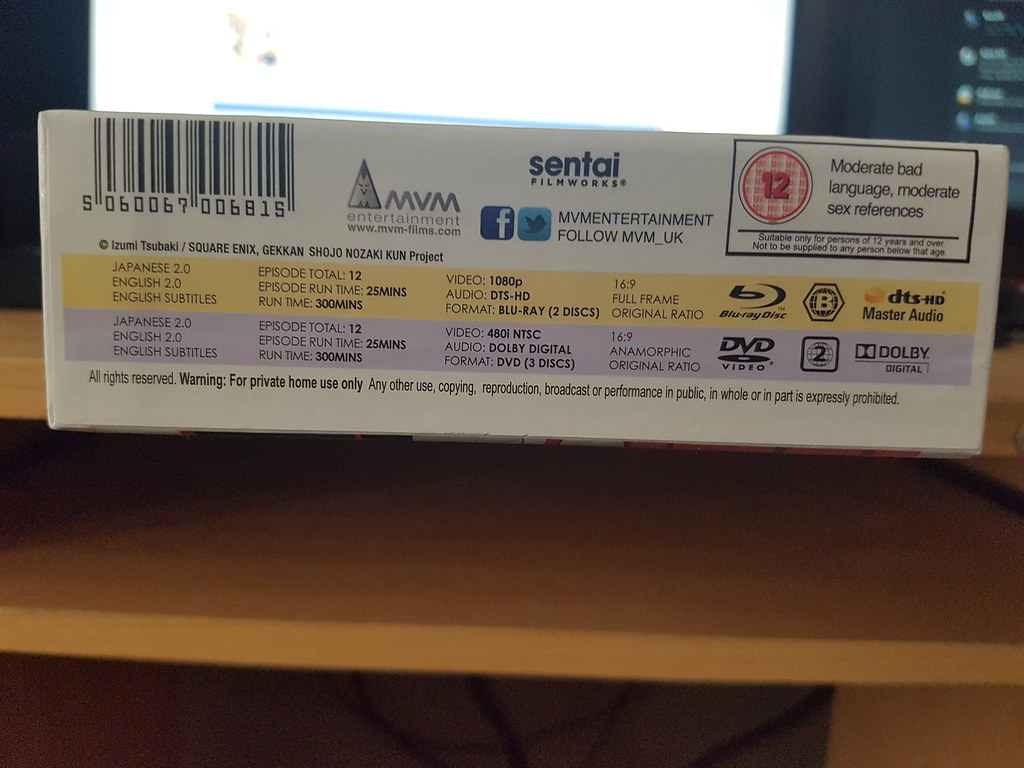 5 060067 006815
MVM
entertainment
www.mvm-films.com
sentai
FILMWORKS®
f
MVMENTERTAINMENT
FOLLOW MVM_UK
12
Moderate bad
language, moderate
sex references
Suitable only for persons of 12 years and over.
Not to be supplied to any person below that age.
© Izumi Tsubaki / SQUARE ENIX, GEKKAN SHOJO NOZAKI KUN Project
JAPANESE 2.0
ENGLISH 2.0
ENGLISH SUBTITLES
EPISODE TOTAL: 12
EPISODE RUN TIME: 25MINS
RUN TIME: 300MINS
VIDEO: 1080p
AUDIO: DTS-HD
FORMAT: BLU-RAY (2 DISCS)
16:9
FULL FRAME
ORIGINAL RATIO
Blu-ray Disc™
B
dts-HD®
Master Audio
JAPANESE 2.0
ENGLISH 2.0
ENGLISH SUBTITLES
EPISODE TOTAL: 12
EPISODE RUN TIME: 25MINS
RUN TIME: 300MINS
VIDEO: 480i NTSC
AUDIO: DOLBY DIGITAL
FORMAT: DVD (3 DISCS)
16:9
ANAMORPHIC
ORIGINAL RATIO
DVD
VIDEO®
2
DOLBY
DIGITAL
All rights reserved. Warning: For private home use only Any other use, copying, reproduction, broadcast or performance in public, in whole or in part is expressly prohibited.